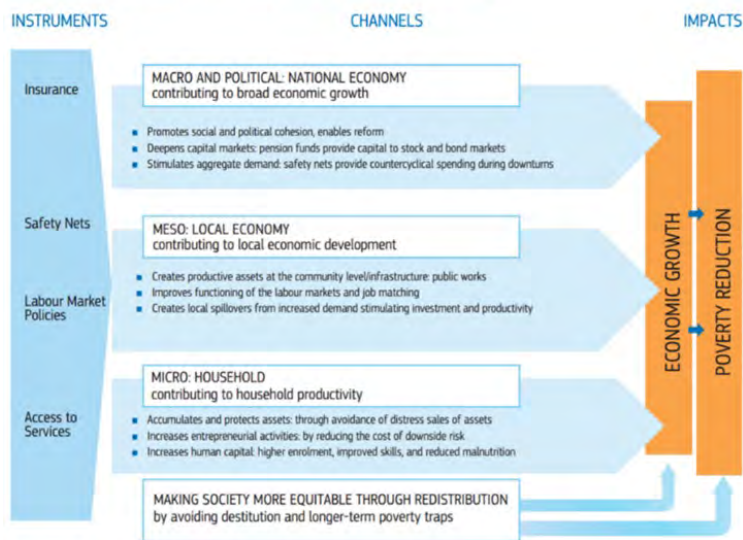 INSTRUMENTS
CHANNELS
IMPACTS
Insurance
Safety Nets
Labour Market
Policies
Access to
Services
MACRO AND POLITICAL: NATIONAL ECONOMY
contributing to broad economic growth
■ Promotes social and political cohesion, enables reform
■ Deepens capital markets: pension funds provide capital to stock and bond markets
■ Stimulates aggregate demand: safety nets provide countercyclical spending during downturns
MESO: LOCAL ECONOMY
contributing to local economic development
■ Creates productive assets at the community level/infrastructure: public works
■ Improves functioning of the labour markets and job matching
■ Creates local spillovers from increased demand stimulating investment and productivity
MICRO: HOUSEHOLD
contributing to household productivity
■ Accumulates and protects assets: through avoidance of distress sales of assets
■ Increases entrepreneurial activities: by reducing the cost of downside risk
■ Increases human capital: higher enrolment, improved skills, and reduced malnutrition
MAKING SOCIETY MORE EQUITABLE THROUGH REDISTRIBUTION
by avoiding destitution and longer-term poverty traps
ECONOMIC GROWTH
POVERTY REDUCTION